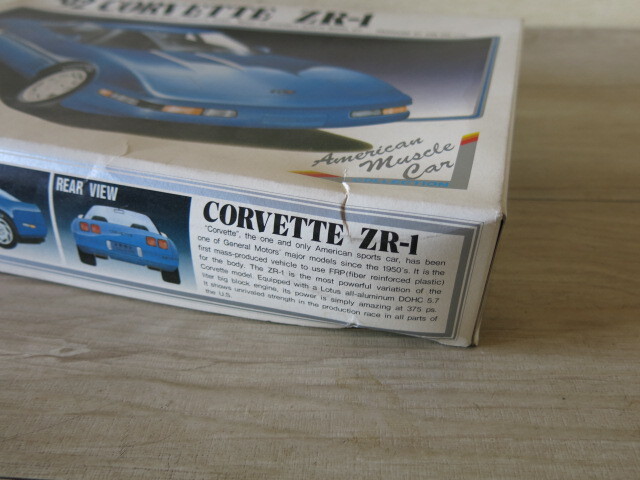 '92 CORVETTE ZR-1
American
Muscle
Car
REAR VIEW
CORVETTE ZR-1
"Corvette", the one and only American sports car, has been
one of General Motors' major models since the 1950's. It is the
first mass-produced vehicle to use FRP(fiber reinforced plastic)
for the body. The ZR-1 is the most powerful variation of the
Corvette model. Equipped with a Lotus all-aluminum DOHC 5.7
liter big block engine, its power is simply amazing at 375 ps.
It shows unriveled strength in the production race in all parts of
the U.S.